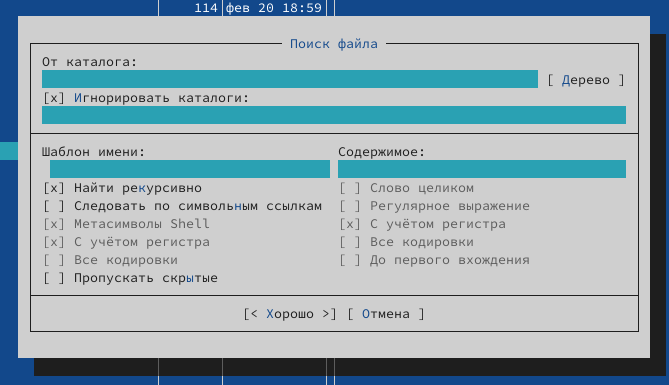 114 фев 20 18:59
Поиск файла
От каталога:
[ Дерево ]
[x] Игнорировать каталоги:
Шаблон имени: Содержимое:
[x] Найти рекурсивно [ ] Слово целиком
[ ] Следовать по символьным ссылкам [ ] Регулярное выражение
[x] Метасимволы Shell [x] С учётом регистра
[x] С учётом регистра [ ] Все кодировки
[ ] Все кодировки [ ] До первого вхождения
[ ] Пропускать скрытые
[< Хорошо >] [ Отмена ]